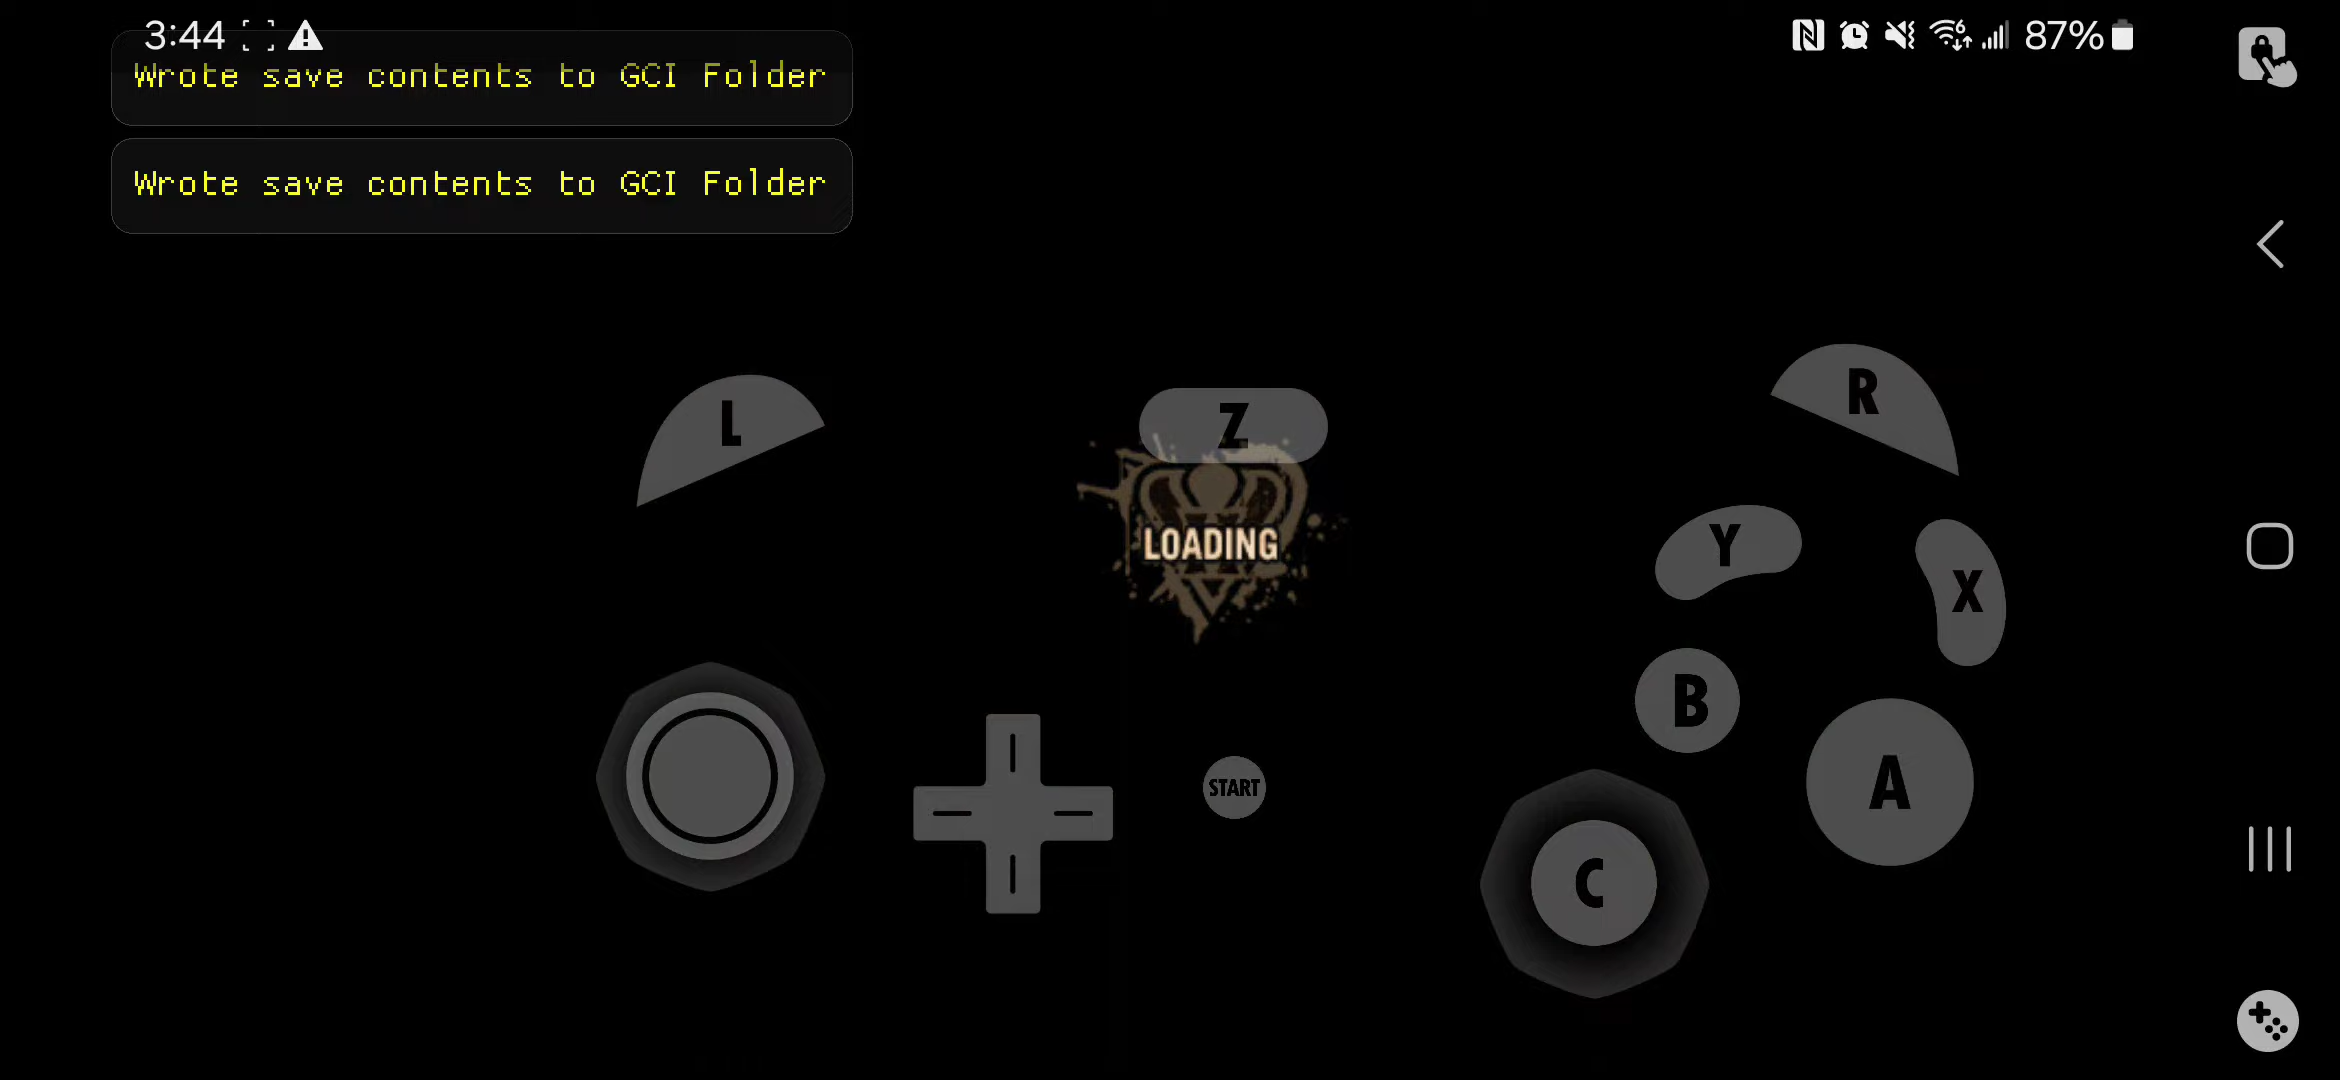 3:44
87%
Wrote save contents to GCI Folder
Wrote save contents to GCI Folder
L
Z
R
LOADING
Y
X
B
START
A
C